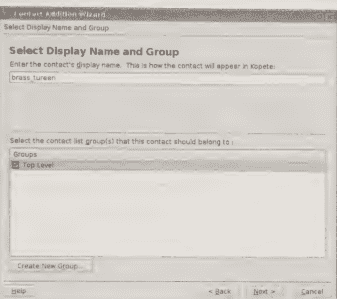 Contact Addition Wizard
Select Display Name and Group
Select Display Name and Group
Enter the contact's display name. This is how the contact will appear in Kopete:
brass_tureen
Select the contact list group(s) that this contact should belong to :
Groups
Top Level
Create New Group...
Help
< Back
Next >
Cancel